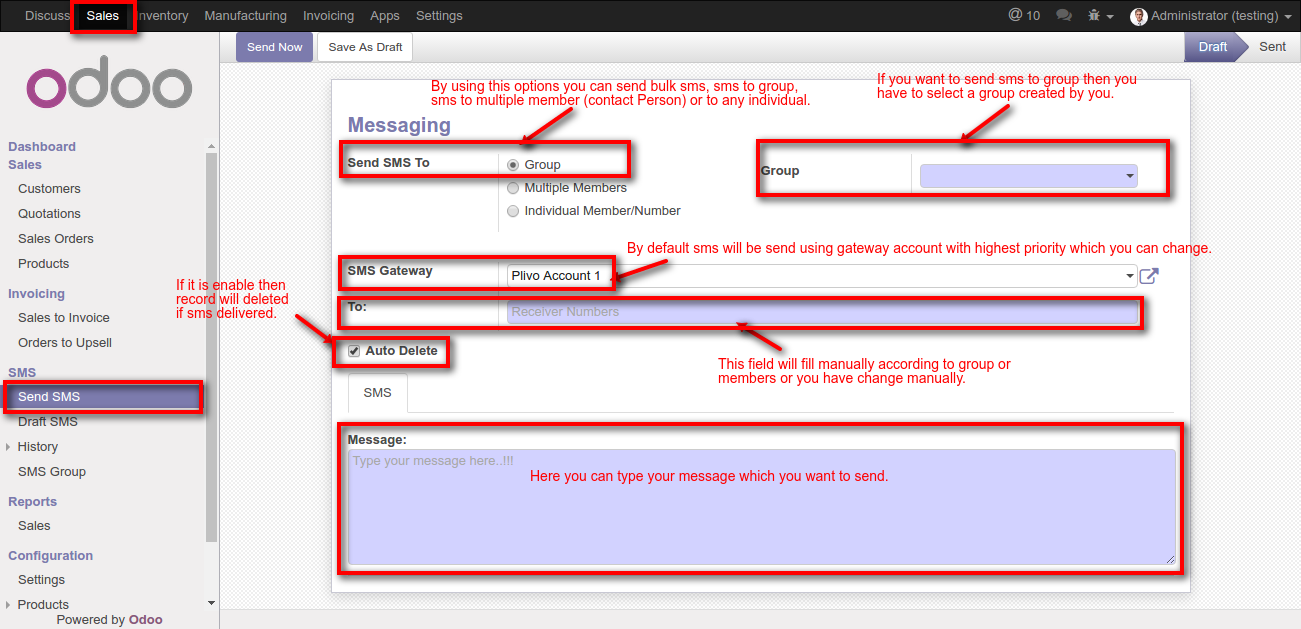 Discuss Sales Inventory Manufacturing Invoicing Apps Settings @ 10 Administrator (testing)
odoo
Send Now Save As Draft Draft Sent
Dashboard
Sales
Customers
Quotations
Sales Orders
Products
Invoicing
Sales to Invoice
Orders to Upsell
SMS
Send SMS
Draft SMS
History
SMS Group
Reports
Sales
Configuration
Settings
Products
Powered by Odoo
By using this options you can send bulk sms, sms to group,
sms to multiple member (contact Person) or to any individual.
If you want to send sms to group then you
have to select a group created by you.
Messaging
Send SMS To
Group
Multiple Members
Individual Member/Number
Group
By default sms will be send using gateway account with highest priority which you can change.
SMS Gateway Plivo Account 1
If it is enable then
record will deleted
if sms delivered.
To: Receiver Numbers
Auto Delete
This field will fill manually according to group or
members or you have change manually.
SMS
Message:
Type your message here..!!!
Here you can type your message which you want to send.